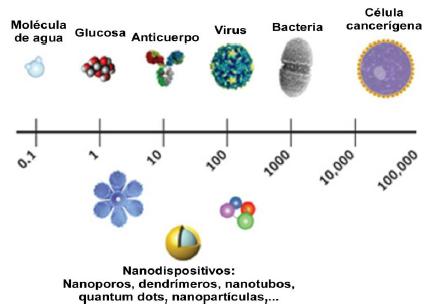 Molécula
de agua
Glucosa
Anticuerpo
Virus
Bacteria
Célula
cancerígena
0.1
1
10
100
1000
10,000
100,000
Nanodispositivos:
Nanoporos, dendrímeros, nanotubos,
quantum dots, nanopartículas,...